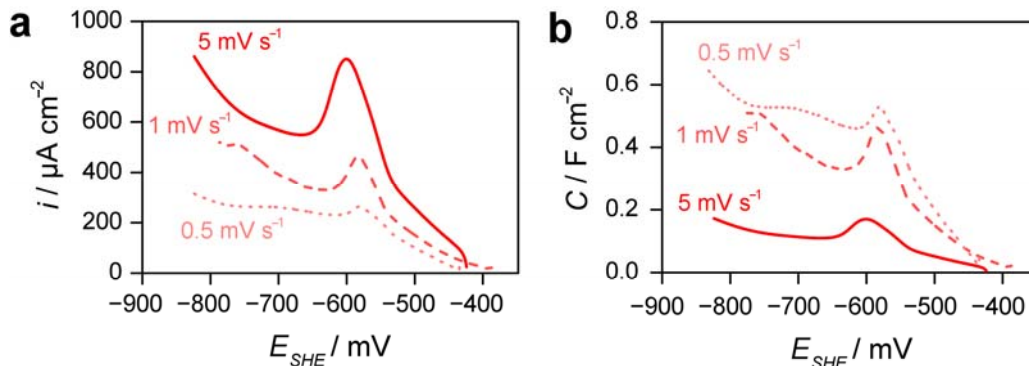 a
1000
800
600
400
200
0
5 mV s⁻¹
1 mV s⁻¹
0.5 mV s⁻¹
i / µA cm⁻²
−900 −800 −700 −600 −500 −400
E_SHE / mV
b
0.8
0.6
0.4
0.2
0.0
0.5 mV s⁻¹
1 mV s⁻¹
5 mV s⁻¹
C / F cm⁻²
−900 −800 −700 −600 −500 −400
E_SHE / mV